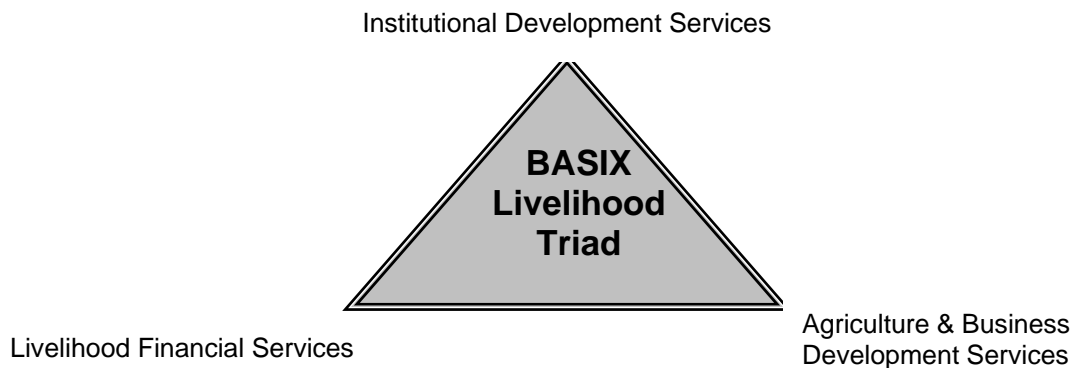 Institutional Development Services
BASIX
Livelihood
Triad
Livelihood Financial Services
Agriculture & Business
Development Services